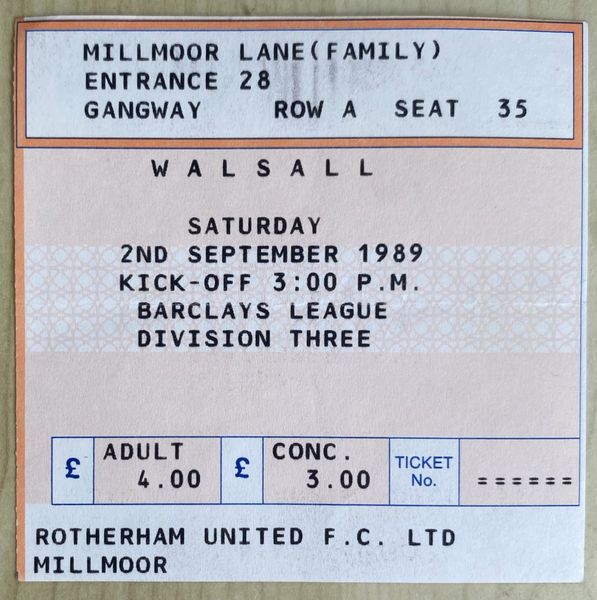 MILLMOOR LANE(FAMILY)
ENTRANCE 28
GANGWAY ROW A SEAT 35
WALSALL
SATURDAY
2ND SEPTEMBER 1989
KICK-OFF 3:00 P.M.
BARCLAYS LEAGUE
DIVISION THREE
£ ADULT 4.00 £ CONC. 3.00 TICKET No. ======
ROTHERHAM UNITED F.C. LTD
MILLMOOR